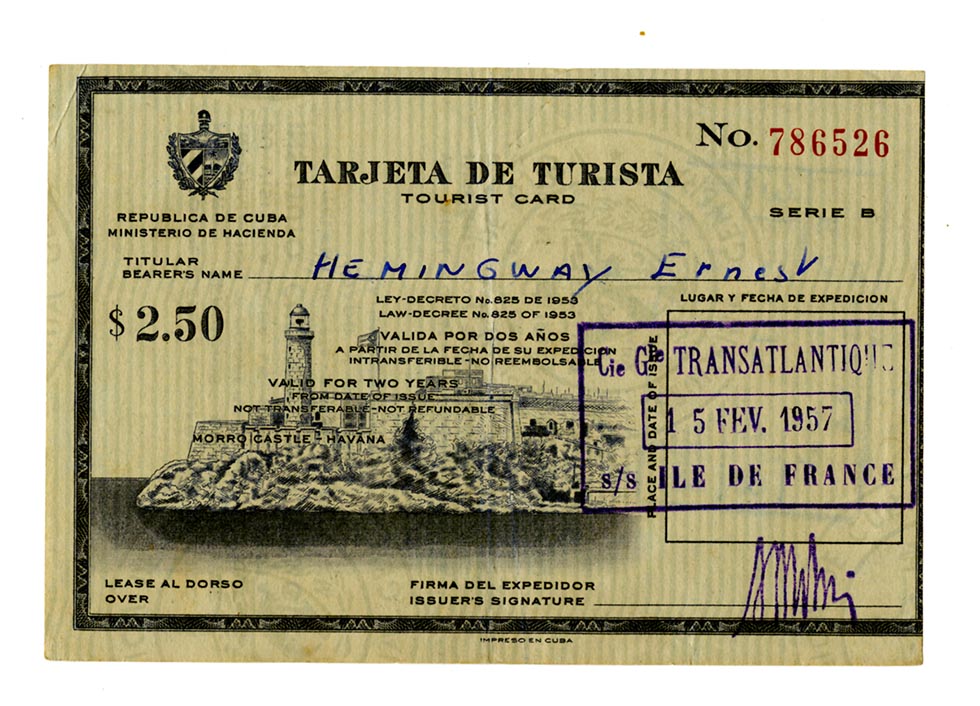 No. 786526
TARJETA DE TURISTA
TOURIST CARD
SERIE B
REPUBLICA DE CUBA
MINISTERIO DE HACIENDA
TITULAR
BEARER'S NAME HEMINGWAY Ernest
$ 2.50
LEY-DECRETO No. 825 DE 1953
LAW-DECREE No. 825 OF 1953
VALIDA POR DOS AÑOS
A PARTIR DE LA FECHA DE SU EXPEDICION
INTRANSFERIBLE-NO REEMBOLSABLE
VALID FOR TWO YEARS
FROM DATE OF ISSUE
NOT TRANSFERABLE-NOT REFUNDABLE
MORRO CASTLE - HAVANA
LUGAR Y FECHA DE EXPEDICION
PLACE AND DATE OF ISSUE
Cie Gle TRANSATLANTIQUE
15 FEV. 1957
s/s ILE DE FRANCE
LEASE AL DORSO
OVER
FIRMA DEL EXPEDIDOR
ISSUER'S SIGNATURE
IMPRESO EN CUBA